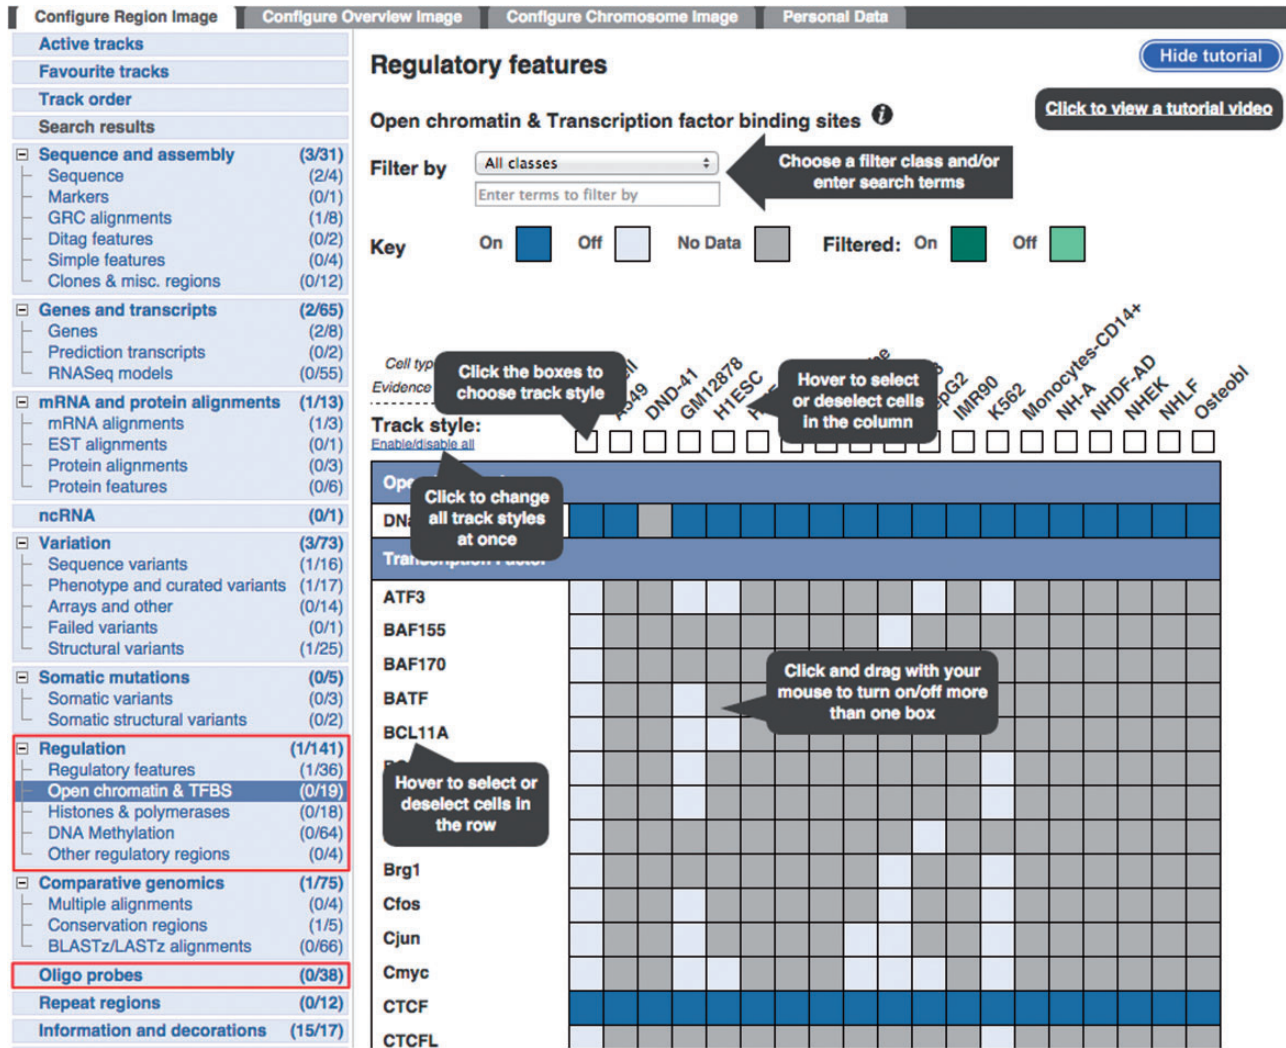 Configure Region Image
Configure Overview Image
Configure Chromosome Image
Personal Data
Active tracks
Favourite tracks
Track order
Search results
Sequence and assembly (3/31)
Sequence (2/4)
Markers (0/1)
GRC alignments (1/8)
Ditag features (0/2)
Simple features (0/4)
Clones & misc. regions (0/12)
Genes and transcripts (2/65)
Genes (2/8)
Prediction transcripts (0/2)
RNASeq models (0/55)
mRNA and protein alignments (1/13)
mRNA alignments (1/3)
EST alignments (0/1)
Protein alignments (0/3)
Protein features (0/6)
ncRNA (0/1)
Variation (3/73)
Sequence variants (1/16)
Phenotype and curated variants (1/17)
Arrays and other (0/14)
Failed variants (0/1)
Structural variants (1/25)
Somatic mutations (0/5)
Somatic variants (0/3)
Somatic structural variants (0/2)
Regulation (1/141)
Regulatory features (1/36)
Open chromatin & TFBS (0/19)
Histones & polymerases (0/18)
DNA Methylation (0/64)
Other regulatory regions (0/4)
Comparative genomics (1/75)
Multiple alignments (0/4)
Conservation regions (1/5)
BLASTz/LASTz alignments (0/66)
Oligo probes (0/38)
Repeat regions (0/12)
Information and decorations (15/17)
Regulatory features
Hide tutorial
Click to view a tutorial video
Open chromatin & Transcription factor binding sites i
Filter by
All classes
Enter terms to filter by
Choose a filter class and/or
enter search terms
Key On Off No Data Filtered: On Off
Cell typ
Evidence
Click the boxes to
choose track style
A549
DND-41
GM12878
H1ESC
Hover to select
or deselect cells
in the column
IMR90
K562
Monocytes-CD14+
NH-A
NHDF-AD
NHEK
NHLF
Osteobl
Track style:
Enable/disable all
Click to change
all track styles
at once
Ope
DNa
Transcription Factor
ATF3
BAF155
BAF170
BATF
BCL11A
Click and drag with your
mouse to turn on/off more
than one box
Hover to select or
deselect cells in
the row
Brg1
Cfos
Cjun
Cmyc
CTCF
CTCFL